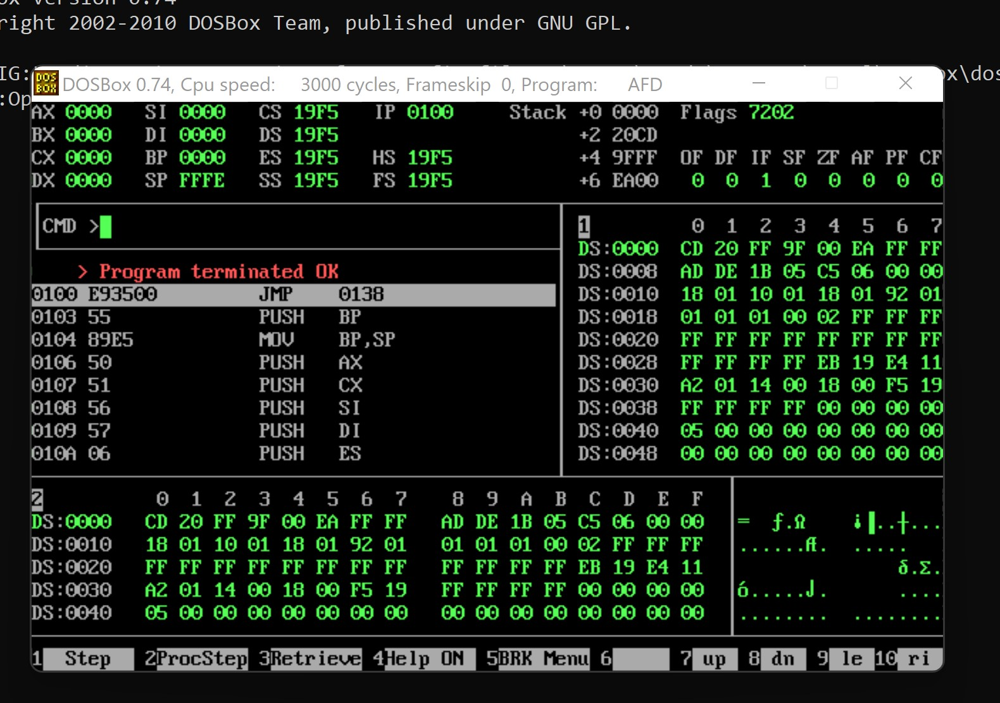 ox version 0.74
right 2002-2010 DOSBox Team, published under GNU GPL.
IG:
x\dos
:Op
DOSBox 0.74, Cpu speed: 3000 cycles, Frameskip 0, Program: AFD
AX 0000 SI 0000 CS 19F5 IP 0100 Stack +0 0000 Flags 7202
BX 0000 DI 0000 DS 19F5 +2 20CD
CX 0000 BP 0000 ES 19F5 HS 19F5 +4 9FFF OF DF IF SF ZF AF PF CF
DX 0000 SP FFFE SS 19F5 FS 19F5 +6 EA00 0 0 1 0 0 0 0 0
CMD >
> Program terminated OK
0100 E93500 JMP 0138
0103 55 PUSH BP
0104 89E5 MOV BP,SP
0106 50 PUSH AX
0107 51 PUSH CX
0108 56 PUSH SI
0109 57 PUSH DI
010A 06 PUSH ES
1 0 1 2 3 4 5 6 7
DS:0000 CD 20 FF 9F 00 EA FF FF
DS:0008 AD DE 1B 05 C5 06 00 00
DS:0010 18 01 10 01 18 01 92 01
DS:0018 01 01 01 00 02 FF FF FF
DS:0020 FF FF FF FF FF FF FF FF
DS:0028 FF FF FF FF EB 19 E4 11
DS:0030 A2 01 14 00 18 00 F5 19
DS:0038 FF FF FF FF 00 00 00 00
DS:0040 05 00 00 00 00 00 00 00
DS:0048 00 00 00 00 00 00 00 00
2 0 1 2 3 4 5 6 7 8 9 A B C D E F
DS:0000 CD 20 FF 9F 00 EA FF FF AD DE 1B 05 C5 06 00 00 = ƒ.Ω ¡▌..┼...
DS:0010 18 01 10 01 18 01 92 01 01 01 01 00 02 FF FF FF ......Æ. .....
DS:0020 FF FF FF FF FF FF FF FF FF FF FF FF EB 19 E4 11 δ.Σ.
DS:0030 A2 01 14 00 18 00 F5 19 FF FF FF FF 00 00 00 00 ó.....⌡. ....
DS:0040 05 00 00 00 00 00 00 00 00 00 00 00 00 00 00 00 ........ ........
1 Step 2ProcStep 3Retrieve 4Help ON 5BRK Menu 6 7 up 8 dn 9 le 10 ri